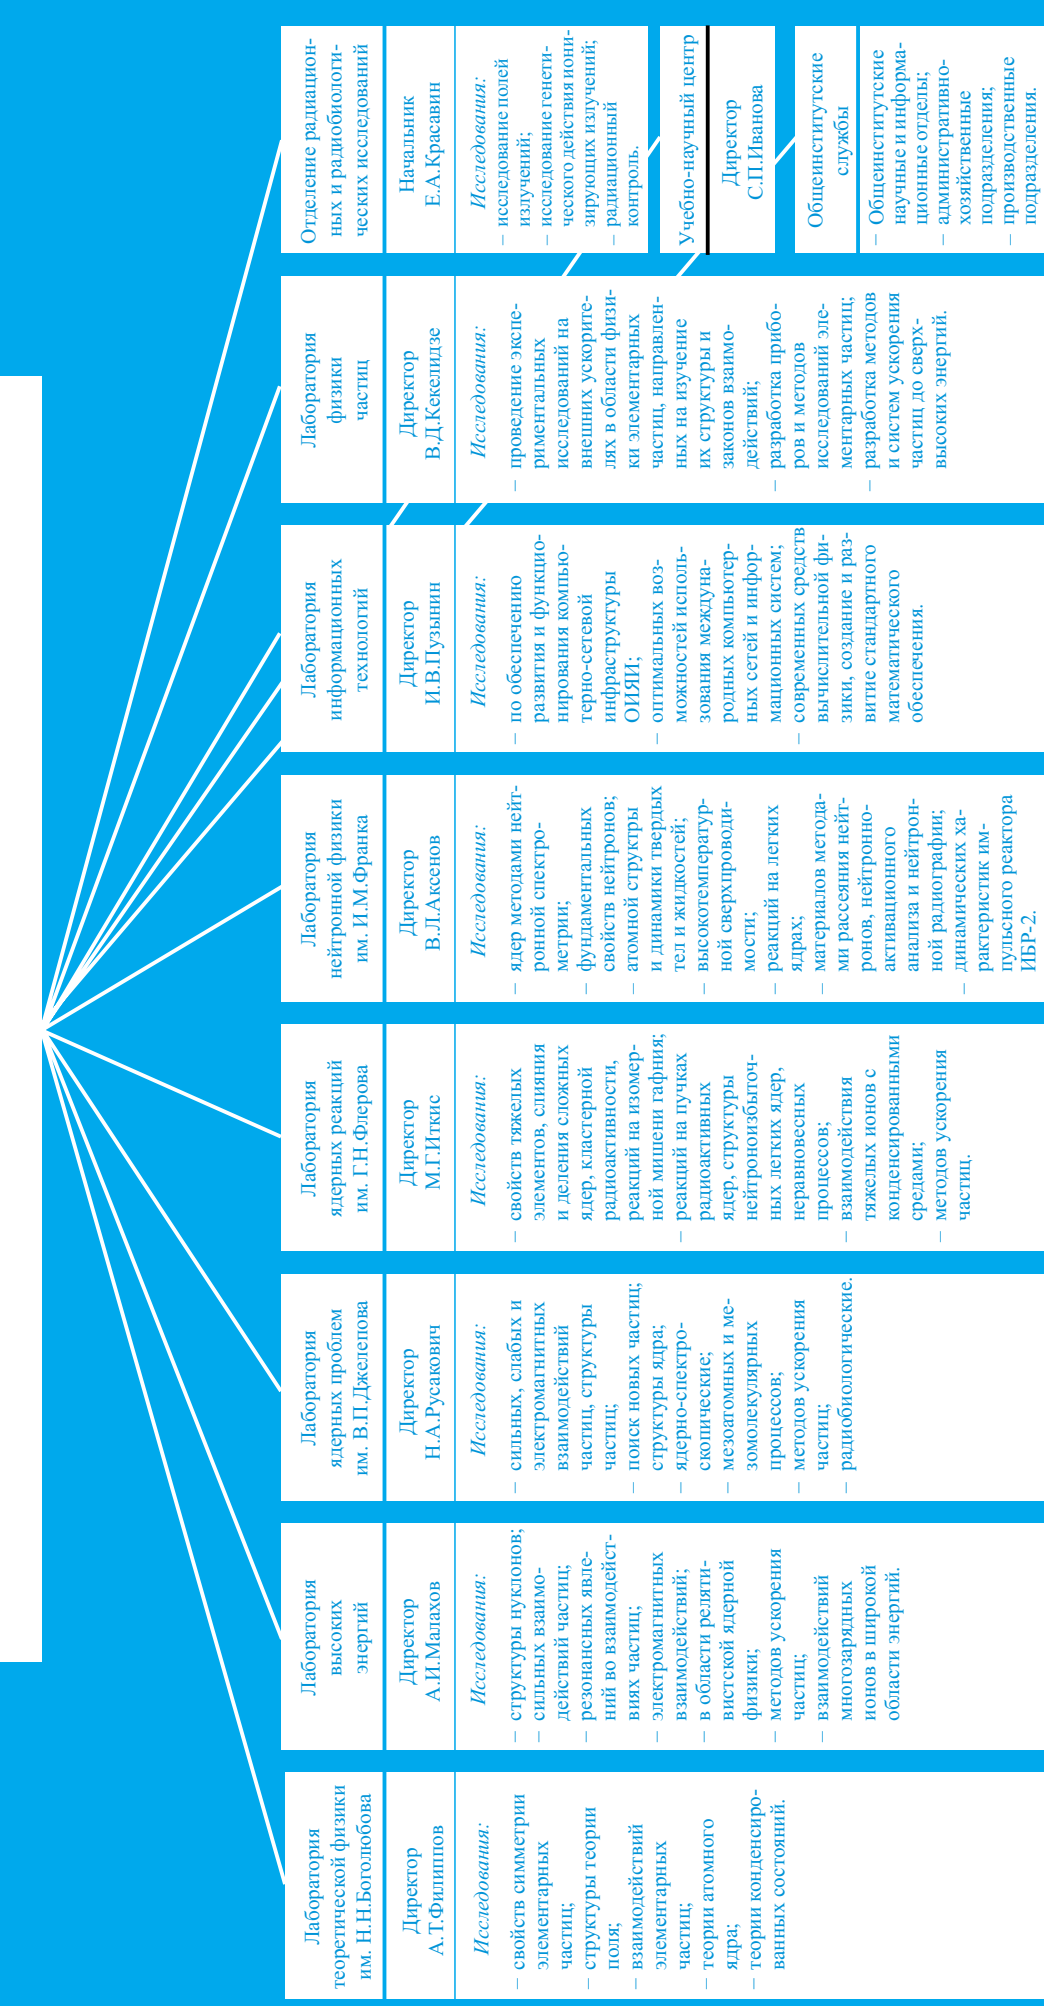 Лаборатория
теоретической физики
им. Н.Н.Боголюбова
Директор
А.Т.Филиппов
Исследования:
– свойств симметрии
элементарных
частиц;
– структуры теории
поля;
– взаимодействий
элементарных
частиц;
– теории атомного
ядра;
– теории конденсиро-
ванных состояний.
Лаборатория
высоких
энергий
Директор
А.И.Малахов
Исследования:
– структуры нуклонов;
– сильных взаимо-
действий частиц;
– резонансных явле-
ний во взаимодейст-
виях частиц;
– электромагнитных
взаимодействий;
– в области реляти-
вистской ядерной
физики;
– методов ускорения
частиц;
– взаимодействий
многозарядных
ионов в широкой
области энергий.
Лаборатория
ядерных проблем
им. В.П.Джелепова
Директор
Н.А.Русакович
Исследования:
– сильных, слабых и
электромагнитных
взаимодействий
частиц, структуры
частиц;
– поиск новых частиц;
– структуры ядра;
– ядерно-спектро-
скопические;
– мезоатомных и ме-
зомолекулярных
процессов;
– методов ускорения
частиц;
– радиобиологические.
Лаборатория
ядерных реакций
им. Г.Н.Флерова
Директор
М.Г.Иткис
Исследования:
– свойств тяжелых
элементов, слияния
и деления сложных
ядер, кластерной
радиоактивности,
реакций на изомер-
ной мишени гафния;
– реакций на пучках
радиоактивных
ядер, структуры
нейтроноизбыточ-
ных легких ядер,
неравновесных
процессов;
– взаимодействия
тяжелых ионов с
конденсированными
средами;
– методов ускорения
частиц.
Лаборатория
нейтронной физики
им. И.М.Франка
Директор
В.Л.Аксенов
Исследования:
– ядер методами нейт-
ронной спектро-
метрии;
– фундаментальных
свойств нейтронов;
– атомной структуры
и динамики твердых
тел и жидкостей;
– высокотемператур-
ной сверхпроводи-
мости;
– реакций на легких
ядрах;
– материалов метода-
ми рассеяния нейт-
ронов, нейтронно-
активационного
анализа и нейтрон-
ной радиографии;
– динамических ха-
рактеристик им-
пульсного реактора
ИБР-2.
Лаборатория
информационных
технологий
Директор
И.В.Пузынин
Исследования:
– по обеспечению
развития и функцио-
нирования компью-
терно-сетевой
инфраструктуры
ОИЯИ;
– оптимальных воз-
можностей исполь-
зования междуна-
родных компьютер-
ных сетей и инфор-
мационных систем;
– современных средств
вычислительной фи-
зики, создание и раз-
витие стандартного
математического
обеспечения.
Лаборатория
физики
частиц
Директор
В.Д.Кекелидзе
Исследования:
– проведение экспе-
риментальных
исследований на
внешних ускорите-
лях в области физи-
ки элементарных
частиц, направлен-
ных на изучение
их структуры и
законов взаимо-
действий;
– разработка прибо-
ров и методов
исследований эле-
ментарных частиц;
– разработка методов
и систем ускорения
частиц до сверх-
высоких энергий.
Отделение радиацион-
ных и радиобиологи-
ческих исследований
Начальник
Е.А.Красавин
Исследования:
– исследование полей
излучений;
– исследование генети-
ческого действия иони-
зирующих излучений;
– радиационный
контроль.
Учебно-научный центр
Директор
С.П.Иванова
Общеинститутские
службы
– Общеинститутские
научные и информа-
ционные отделы;
– административно-
хозяйственные
подразделения;
– производственные
подразделения.